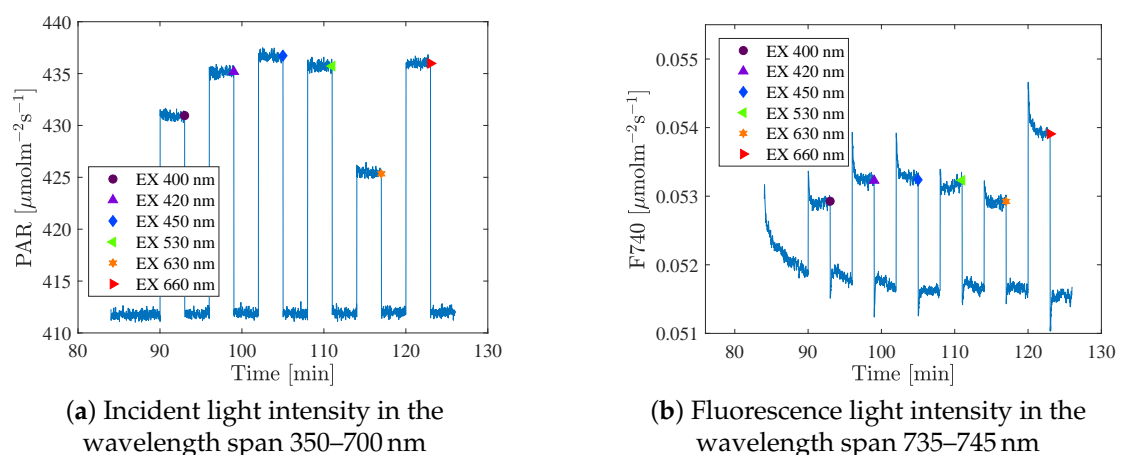 440
435
430
425
420
415
410
PAR [μmolm−2s−1]
EX 400 nm
EX 420 nm
EX 450 nm
EX 530 nm
EX 630 nm
EX 660 nm
80 90 100 110 120 130
Time [min]
(a) Incident light intensity in the
wavelength span 350–700 nm
0.055
0.054
0.053
0.052
0.051
F740 [μmolm−2s−1]
EX 400 nm
EX 420 nm
EX 450 nm
EX 530 nm
EX 630 nm
EX 660 nm
80 90 100 110 120 130
Time [min]
(b) Fluorescence light intensity in the
wavelength span 735–745 nm